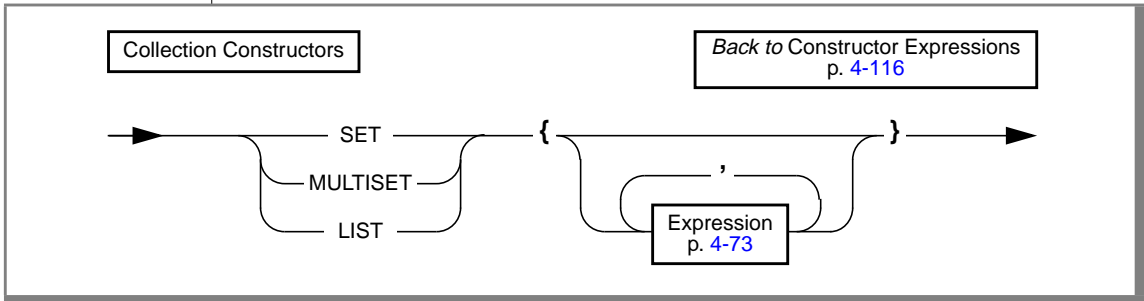 Collection Constructors
Back to Constructor Expressions
p. 4-116
SET
{
}
,
MULTISET
LIST
Expression
p. 4-73